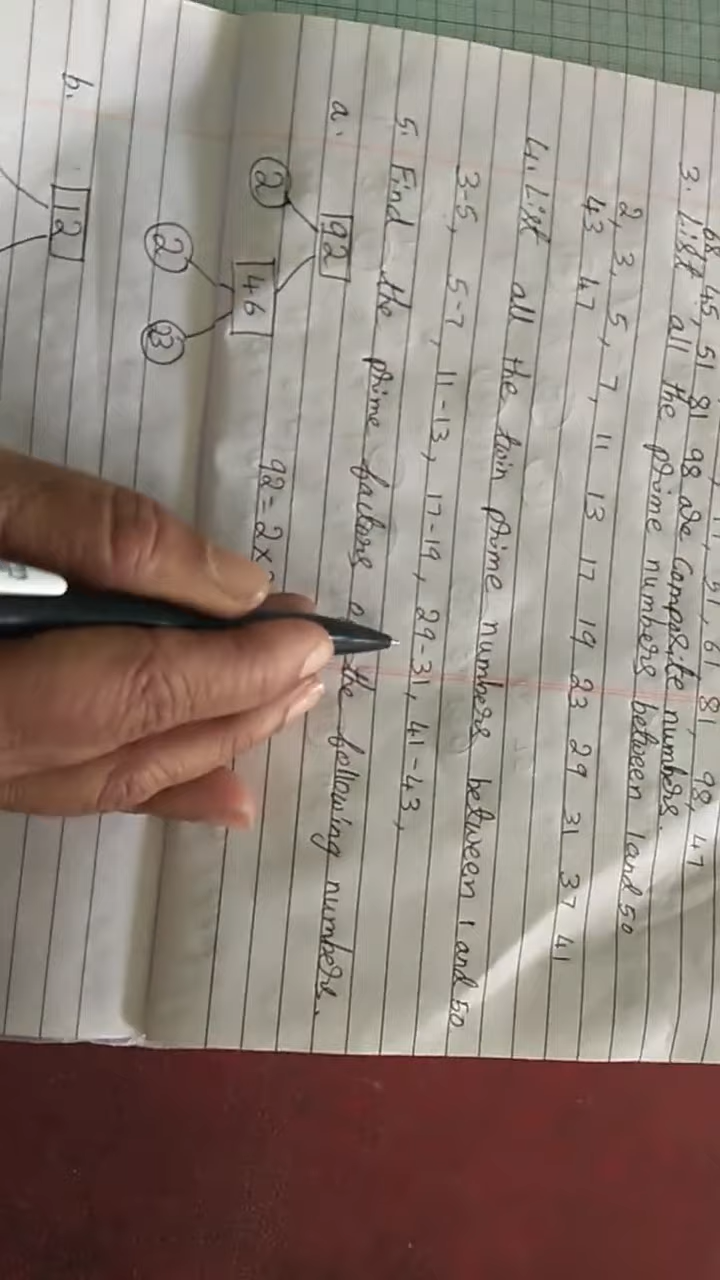 68, 45, 51 81 98 are Composite numbers.
3. List all the prime numbers between 1 and 50
2, 3, 5, 7, 11 13 17 19 23 29 31 37 41
43 47
4. List all the twin prime numbers between 1 and 50
3-5, 5-7, 11-13, 17-19, 29-31, 41-43,
5. Find the prime factors the following numbers.
a. 92
2 46
2 23
92 = 2 x
b. 12